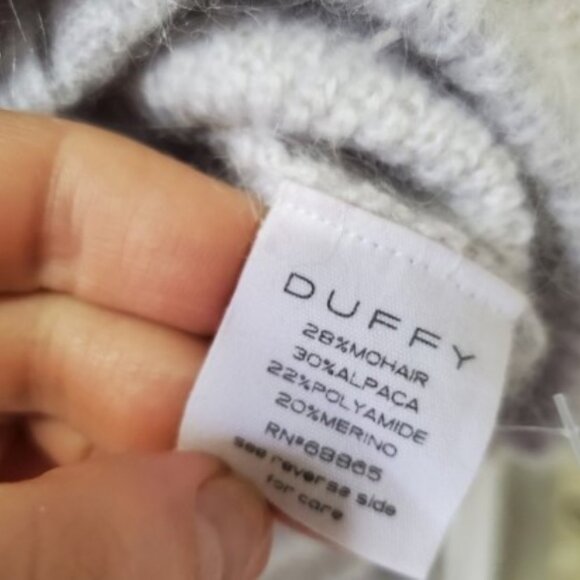 DUFFY
28%MOHAIR
30%ALPACA
22%POLYAMIDE
20%MERINO
RN#68865
see reverse side
for care